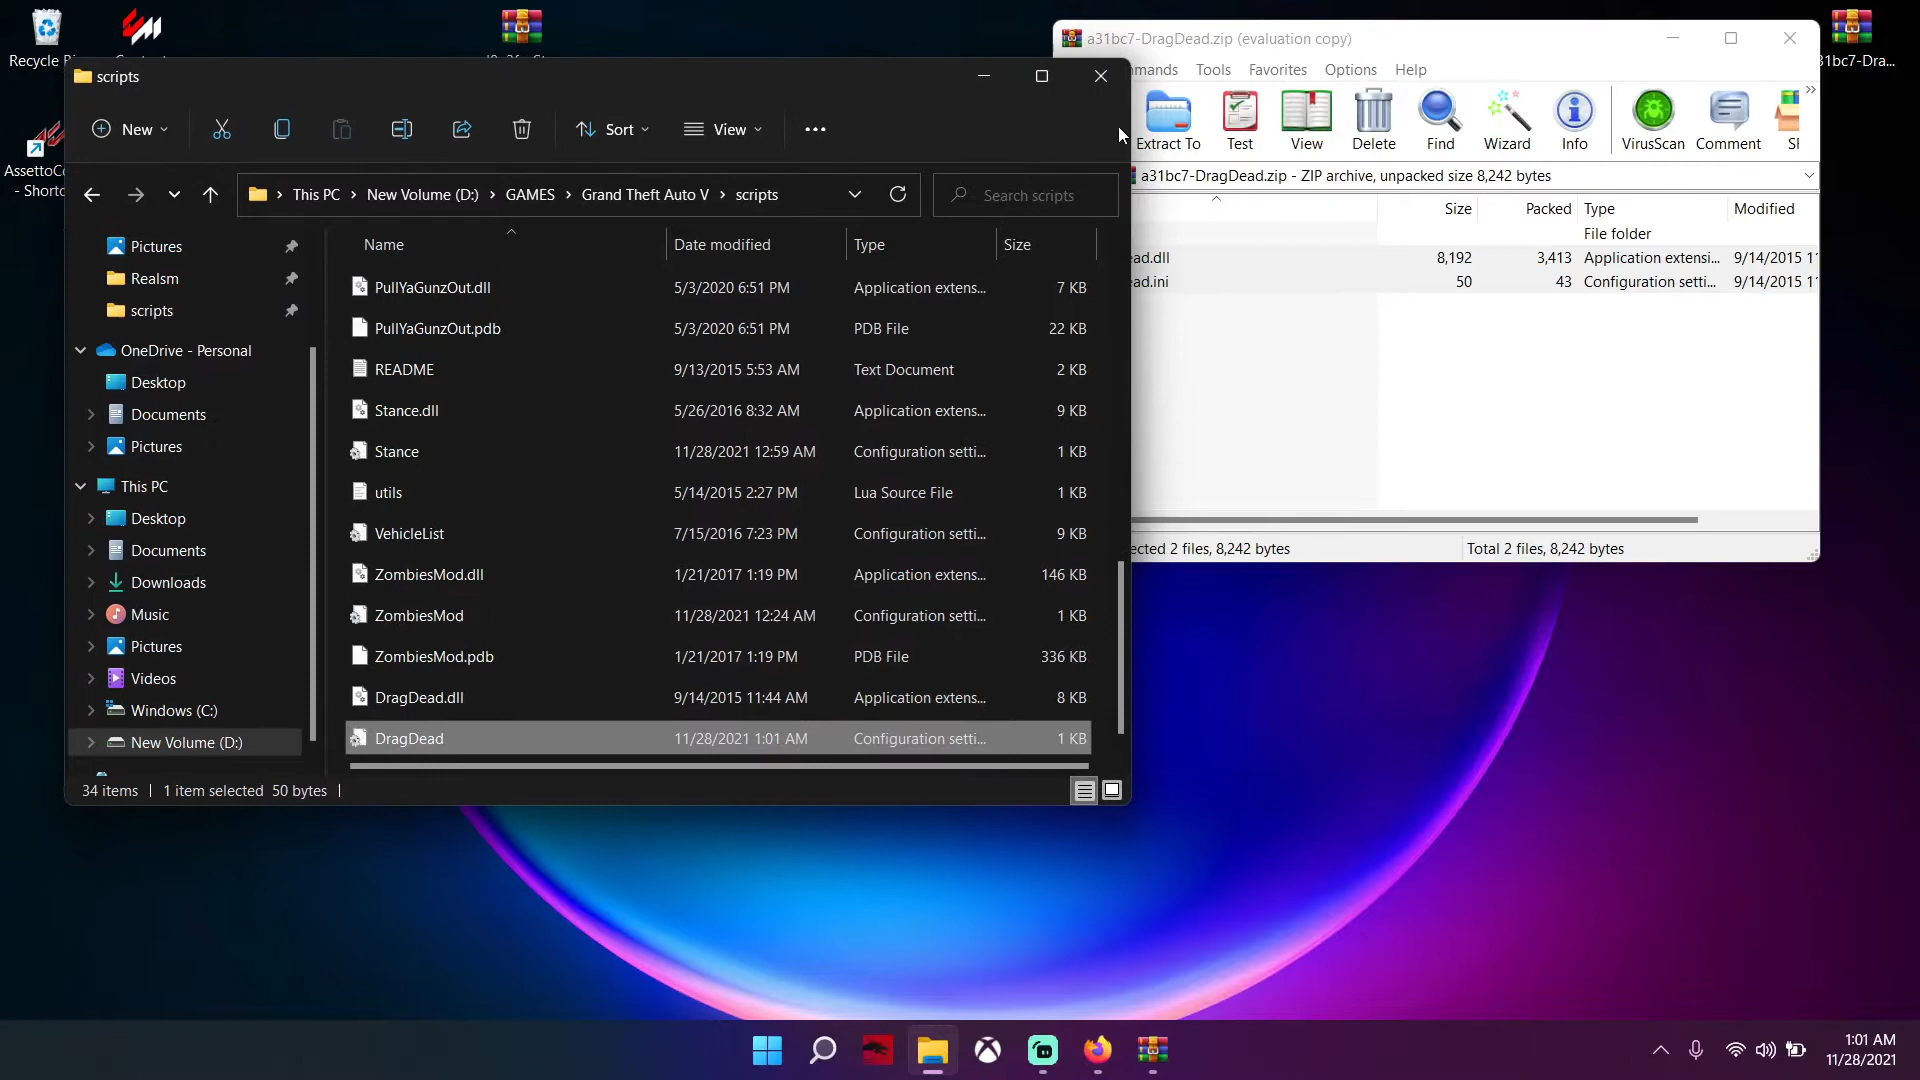 Recycle
AssettoCo
- Shortc
31bc7-Dra...
scripts
New
Sort
View
This PC
New Volume (D:)
GAMES
Grand Theft Auto V
scripts
Search scripts
Pictures
Realsm
scripts
OneDrive - Personal
Desktop
Documents
Pictures
This PC
Desktop
Documents
Downloads
Music
Pictures
Videos
Windows (C:)
New Volume (D:)
Name Date modified Type Size
PullYaGunzOut.dll 5/3/2020 6:51 PM Application extens... 7 KB
PullYaGunzOut.pdb 5/3/2020 6:51 PM PDB File 22 KB
README 9/13/2015 5:53 AM Text Document 2 KB
Stance.dll 5/26/2016 8:32 AM Application extens... 9 KB
Stance 11/28/2021 12:59 AM Configuration setti... 1 KB
utils 5/14/2015 2:27 PM Lua Source File 1 KB
VehicleList 7/15/2016 7:23 PM Configuration setti... 9 KB
ZombiesMod.dll 1/21/2017 1:19 PM Application extens... 146 KB
ZombiesMod 11/28/2021 12:24 AM Configuration setti... 1 KB
ZombiesMod.pdb 1/21/2017 1:19 PM PDB File 336 KB
DragDead.dll 9/14/2015 11:44 AM Application extens... 8 KB
DragDead 11/28/2021 1:01 AM Configuration setti... 1 KB
34 items 1 item selected 50 bytes
a31bc7-DragDead.zip (evaluation copy)
mmands Tools Favorites Options Help
Extract To Test View Delete Find Wizard Info VirusScan Comment SF
a31bc7-DragDead.zip - ZIP archive, unpacked size 8,242 bytes
Size Packed Type Modified
File folder
ad.dll 8,192 3,413 Application extensi... 9/14/2015 1
ad.ini 50 43 Configuration setti... 9/14/2015 1
ected 2 files, 8,242 bytes
Total 2 files, 8,242 bytes
1:01 AM
11/28/2021